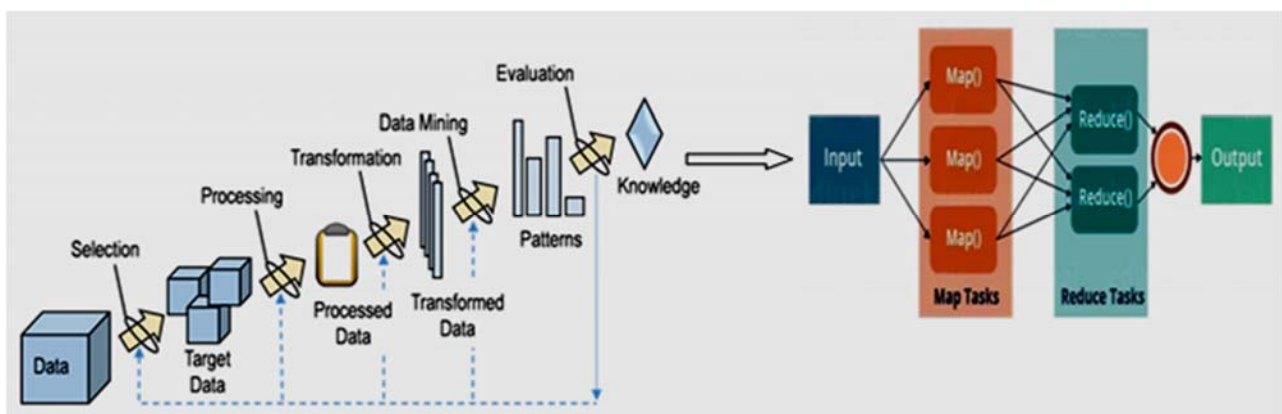 Data
Selection
Target
Data
Processing
Processed
Data
Transformation
Transformed
Data
Data Mining
Patterns
Evaluation
Knowledge
Input
Map()
Map()
Map()
Map Tasks
Reduce()
Reduce()
Reduce Tasks
Output